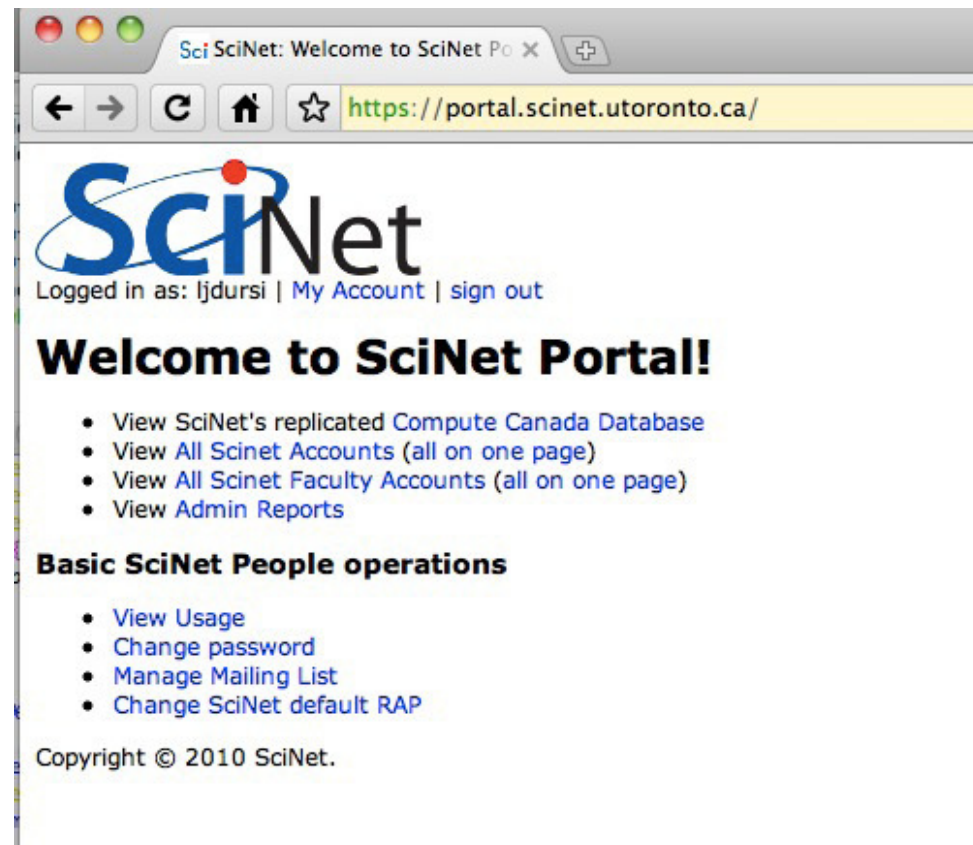 Sci SciNet: Welcome to SciNet Po
https://portal.scinet.utoronto.ca/
SciNet
Logged in as: ljdursi | My Account | sign out
Welcome to SciNet Portal!
• View SciNet's replicated Compute Canada Database
• View All Scinet Accounts (all on one page)
• View All Scinet Faculty Accounts (all on one page)
• View Admin Reports
Basic SciNet People operations
• View Usage
• Change password
• Manage Mailing List
• Change SciNet default RAP
Copyright © 2010 SciNet.